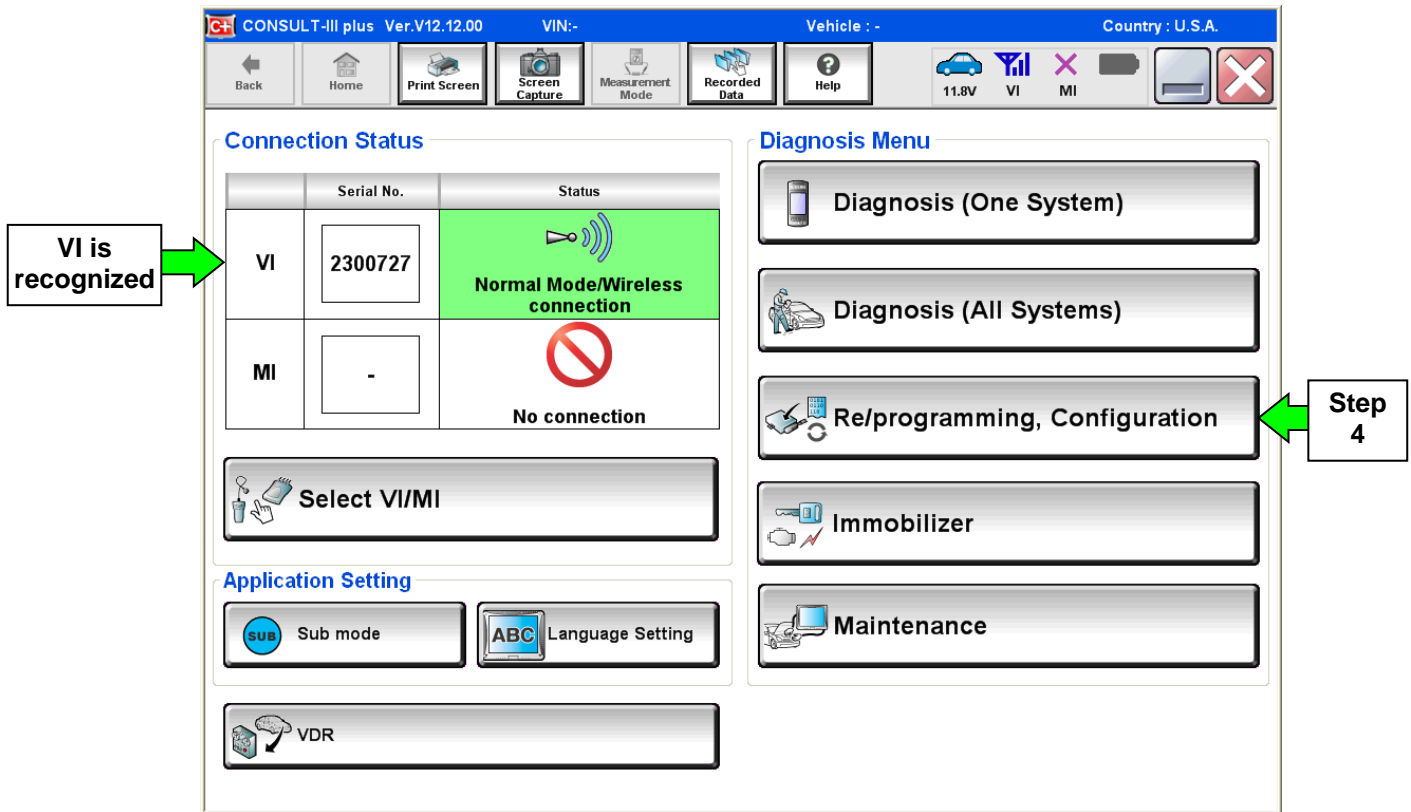 CONSULT-III plus Ver.V12.12.00 VIN:- Vehicle : - Country : U.S.A.
Back
Home
Print Screen
Screen
Capture
Measurement
Mode
Recorded
Data
Help
11.8V
VI
MI
Connection Status
Serial No. Status
VI is
recognized
VI
2300727
Normal Mode/Wireless
connection
MI
-
No connection
Select VI/MI
Application Setting
SUB Sub mode
ABC Language Setting
VDR
Diagnosis Menu
Diagnosis (One System)
Diagnosis (All Systems)
Re/programming, Configuration
Step
4
Immobilizer
Maintenance